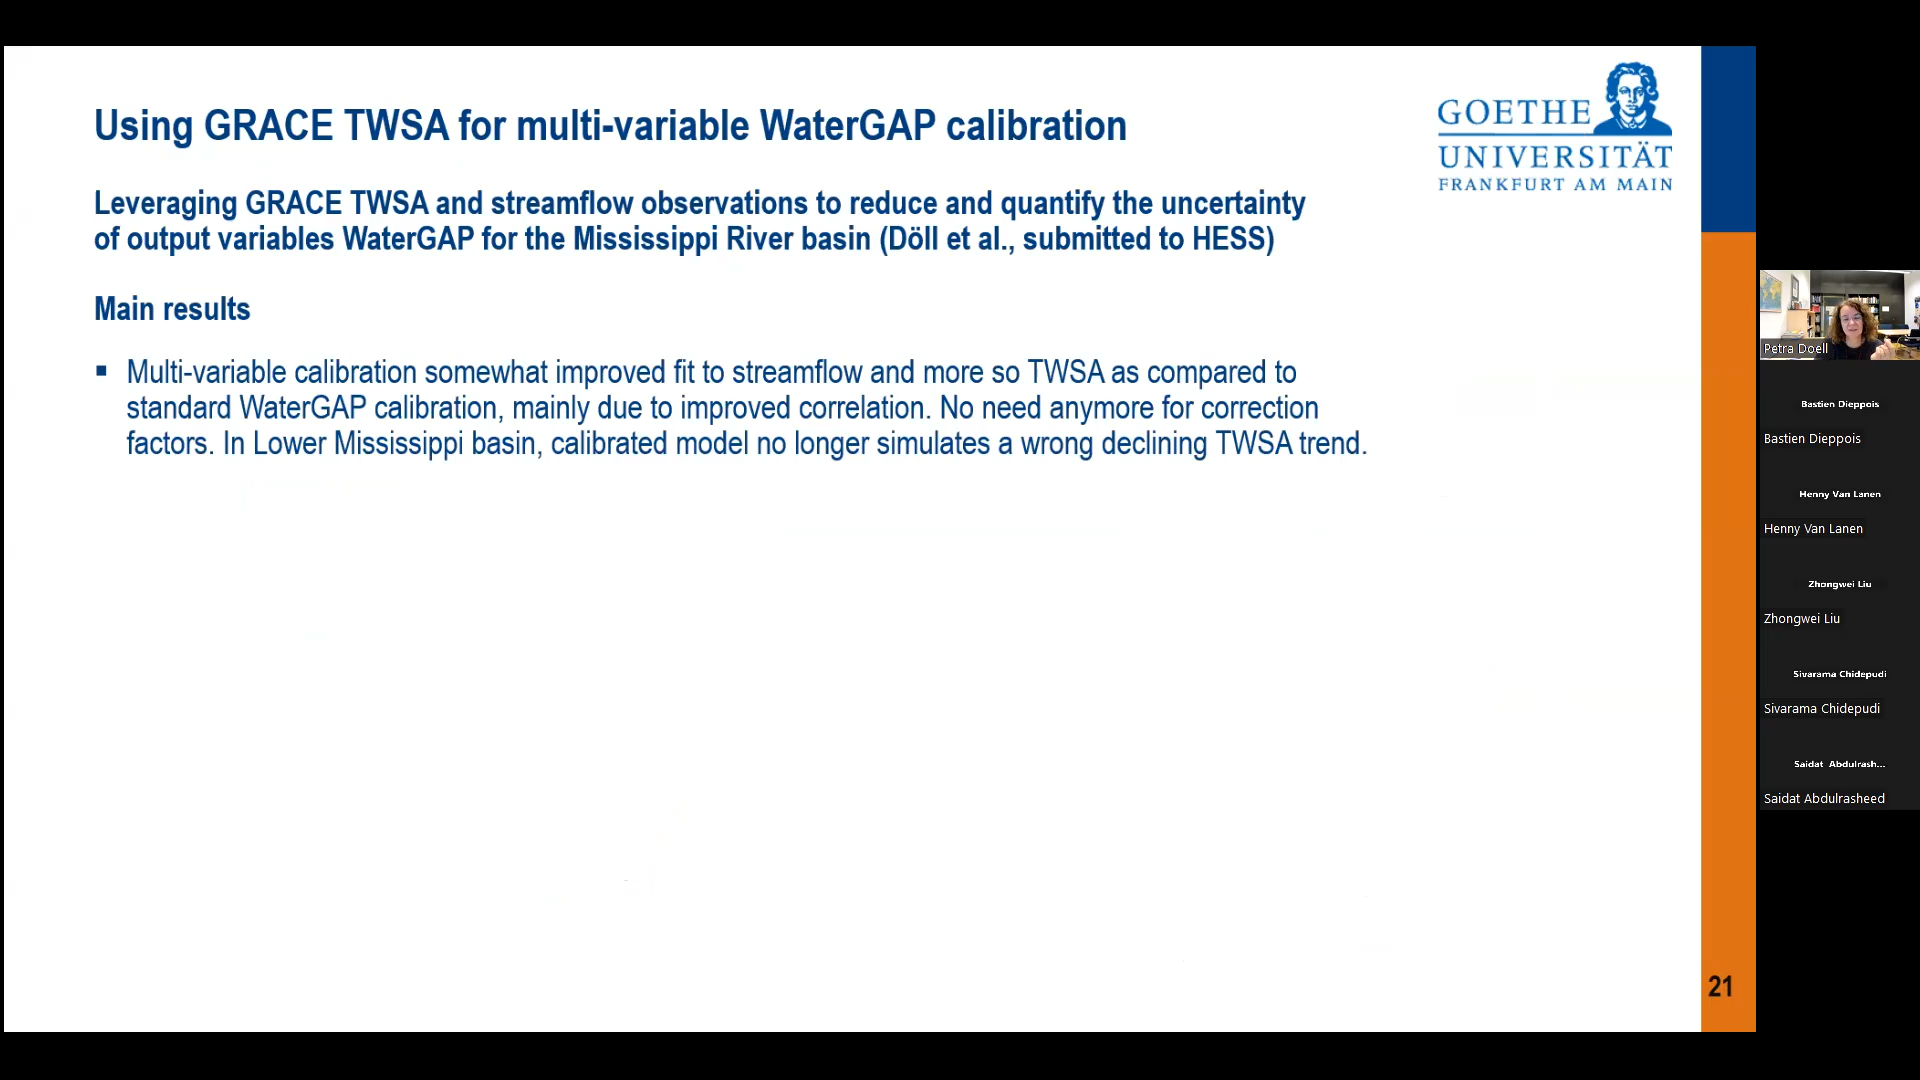 Using GRACE TWSA for multi-variable WaterGAP calibration
GOETHE
UNIVERSITÄT
FRANKFURT AM MAIN
Leveraging GRACE TWSA and streamflow observations to reduce and quantify the uncertainty
of output variables WaterGAP for the Mississippi River basin (Döll et al., submitted to HESS)
Main results
▪ Multi-variable calibration somewhat improved fit to streamflow and more so TWSA as compared to
standard WaterGAP calibration, mainly due to improved correlation. No need anymore for correction
factors. In Lower Mississippi basin, calibrated model no longer simulates a wrong declining TWSA trend.
21
Petra Doell
Bastien Dieppois
Bastien Dieppois
Henny Van Lanen
Henny Van Lanen
Zhongwei Liu
Zhongwei Liu
Sivarama Chidepudi
Sivarama Chidepudi
Saidat Abdulrash...
Saidat Abdulrasheed